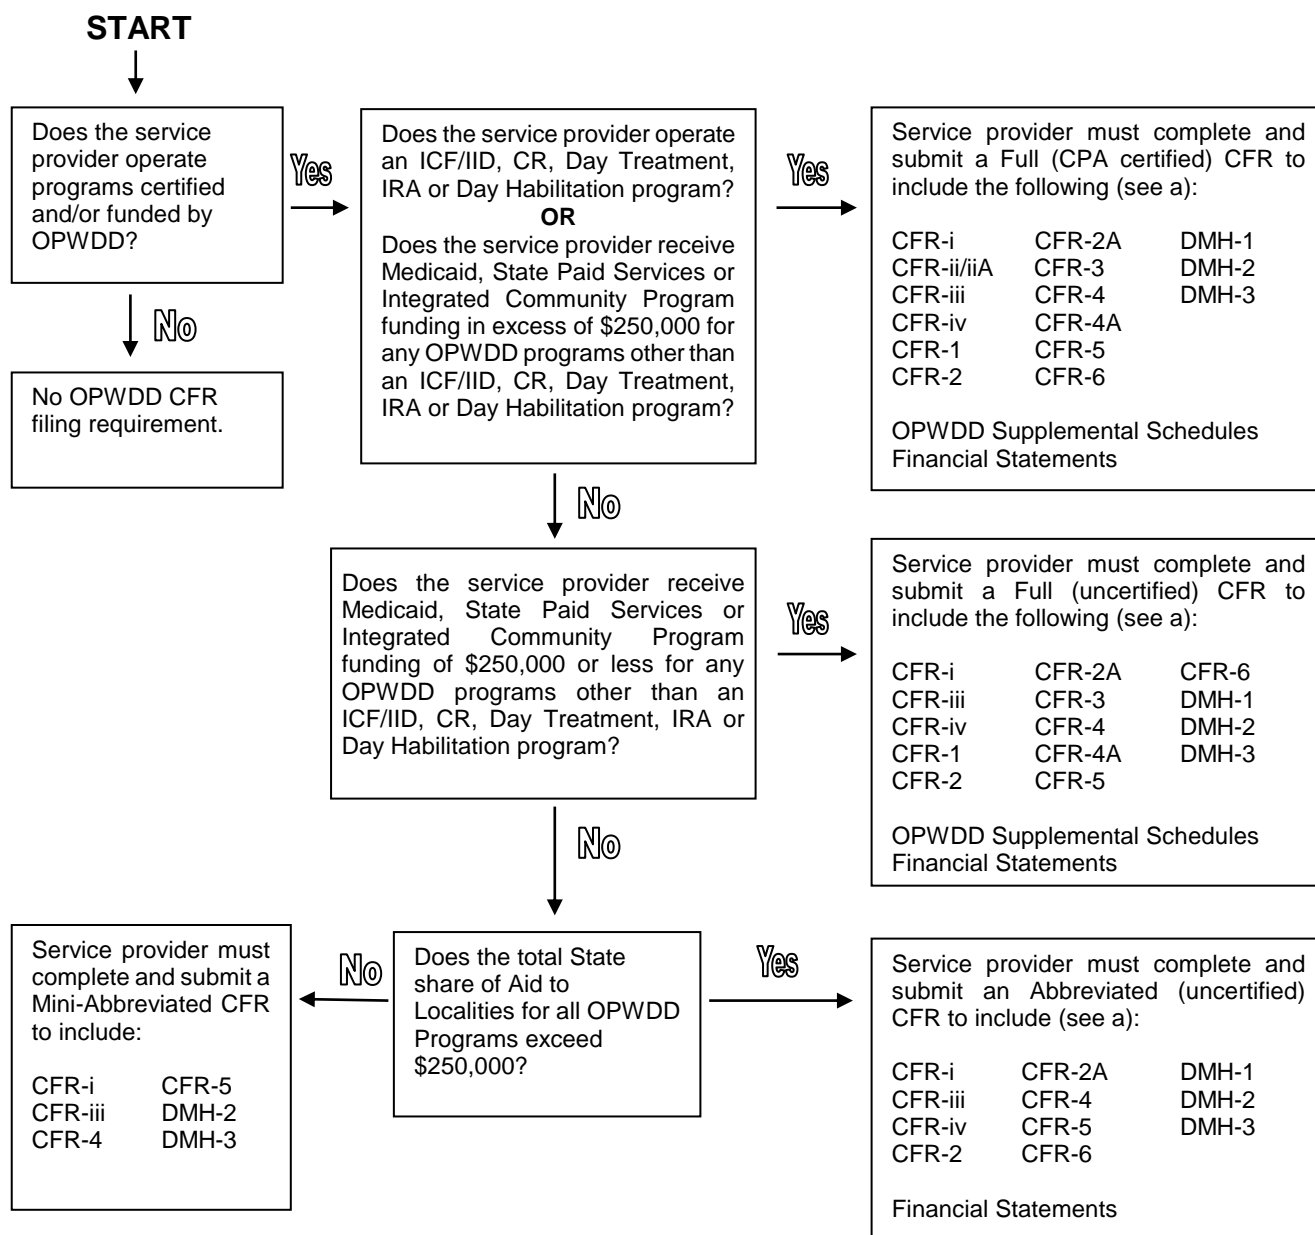 START
Does the service
provider operate
programs certified
and/or funded by
OPWDD?
Yes
Does the service provider operate
an ICF/IID, CR, Day Treatment,
IRA or Day Habilitation program?
OR
Does the service provider receive
Medicaid, State Paid Services or
Integrated Community Program
funding in excess of $250,000 for
any OPWDD programs other than
an ICF/IID, CR, Day Treatment,
IRA or Day Habilitation program?
Yes
Service provider must complete and
submit a Full (CPA certified) CFR to
include the following (see a):
CFR-i CFR-2A DMH-1
CFR-ii/iiA CFR-3 DMH-2
CFR-iii CFR-4 DMH-3
CFR-iv CFR-4A
CFR-1 CFR-5
CFR-2 CFR-6
OPWDD Supplemental Schedules
Financial Statements
No
No OPWDD CFR
filing requirement.
No
Does the service provider receive
Medicaid, State Paid Services or
Integrated Community Program
funding of $250,000 or less for any
OPWDD programs other than an
ICF/IID, CR, Day Treatment, IRA or
Day Habilitation program?
Yes
Service provider must complete and
submit a Full (uncertified) CFR to
include the following (see a):
CFR-i CFR-2A CFR-6
CFR-iii CFR-3 DMH-1
CFR-iv CFR-4 DMH-2
CFR-1 CFR-4A DMH-3
CFR-2 CFR-5
OPWDD Supplemental Schedules
Financial Statements
No
Does the total State
share of Aid to
Localities for all OPWDD
Programs exceed
$250,000?
No
Service provider must
complete and submit a
Mini-Abbreviated CFR
to include:
CFR-i CFR-5
CFR-iii DMH-2
CFR-4 DMH-3
Yes
Service provider must complete and
submit an Abbreviated (uncertified)
CFR to include (see a):
CFR-i CFR-2A DMH-1
CFR-iii CFR-4 DMH-2
CFR-iv CFR-5 DMH-3
CFR-2 CFR-6
Financial Statements